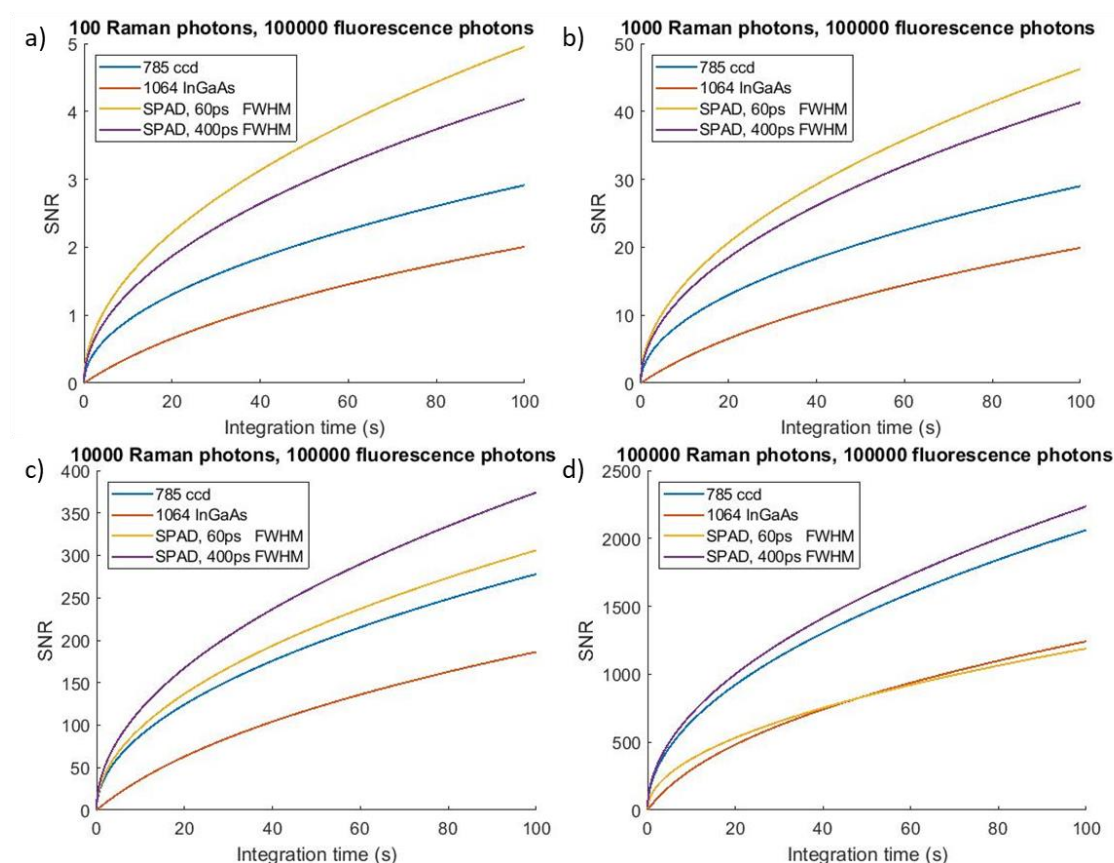 a)
100 Raman photons, 100000 fluorescence photons
5
4
3
2
1
0
SNR
785 ccd
1064 InGaAs
SPAD, 60ps FWHM
SPAD, 400ps FWHM
0 20 40 60 80 100
Integration time (s)
b)
1000 Raman photons, 100000 fluorescence photons
50
40
30
20
10
0
SNR
785 ccd
1064 InGaAs
SPAD, 60ps FWHM
SPAD, 400ps FWHM
0 20 40 60 80 100
Integration time (s)
c)
10000 Raman photons, 100000 fluorescence photons
400
350
300
250
200
150
100
50
0
SNR
785 ccd
1064 InGaAs
SPAD, 60ps FWHM
SPAD, 400ps FWHM
0 20 40 60 80 100
Integration time (s)
d)
100000 Raman photons, 100000 fluorescence photons
2500
2000
1500
1000
500
0
SNR
785 ccd
1064 InGaAs
SPAD, 60ps FWHM
SPAD, 400ps FWHM
0 20 40 60 80 100
Integration time (s)